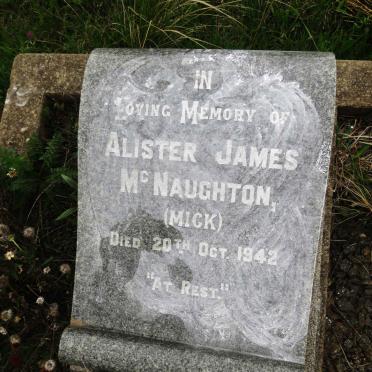 IN
LOVING MEMORY OF
ALISTER JAMES
McNAUGHTON,
(MICK)
DIED 20TH OCT. 1942
"AT REST."